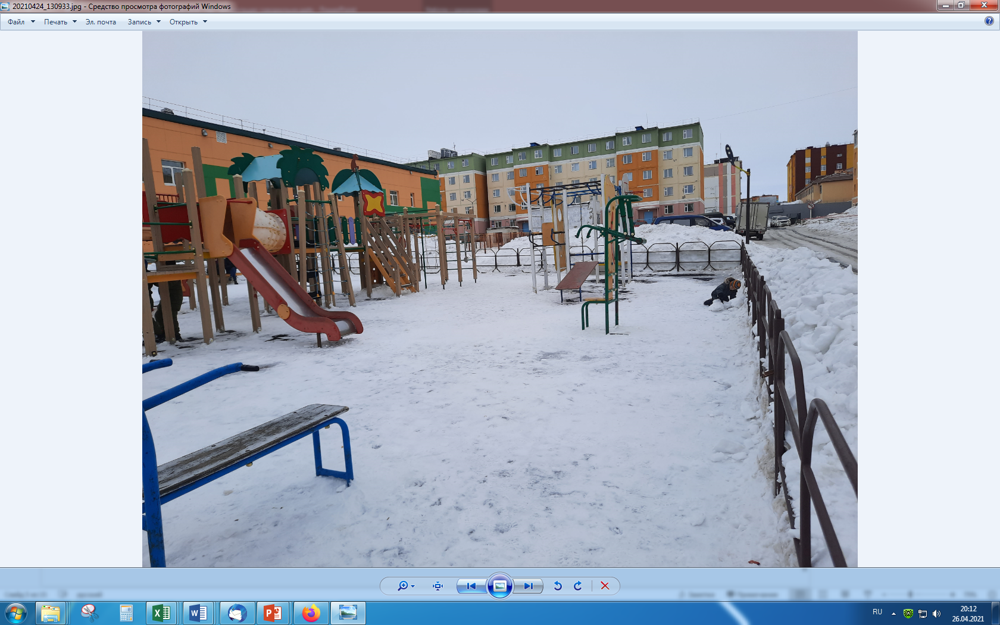 20210424_130933.jpg - Средство просмотра фотографий Windows
Файл Печать Эл. почта Запись Открыть
RU
20:12
26.04.2021